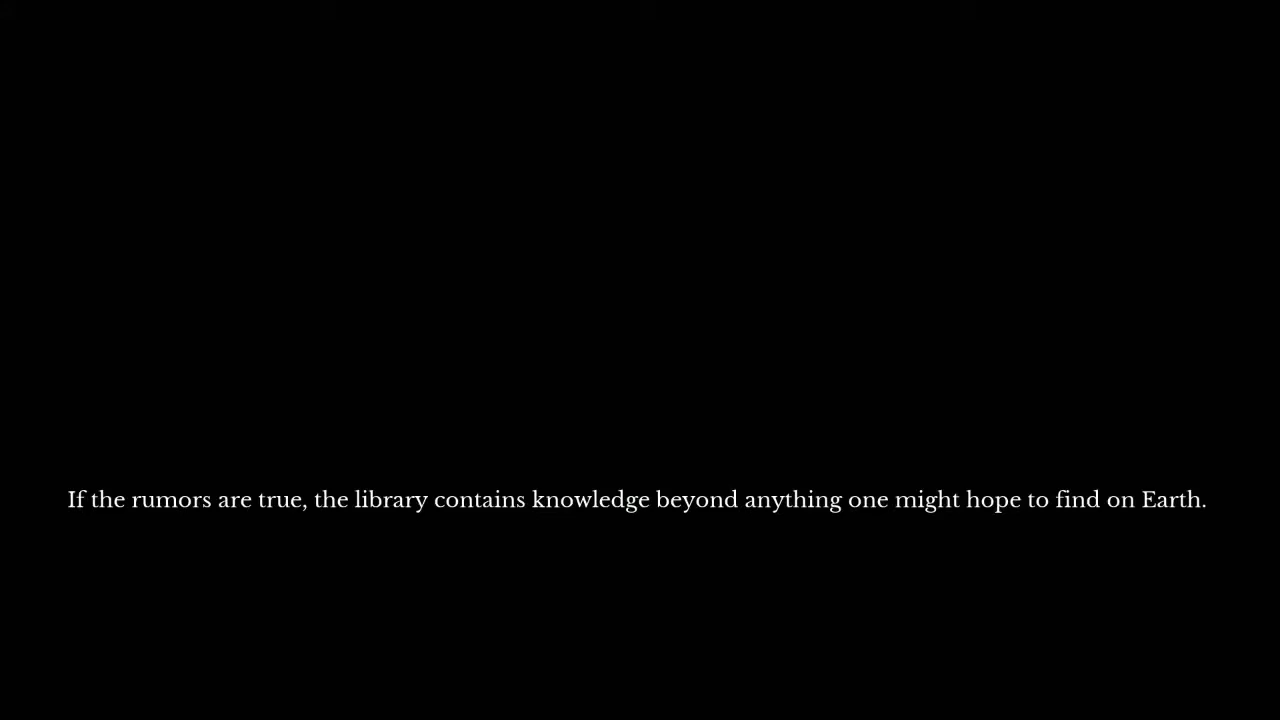 If the rumors are true, the library contains knowledge beyond anything one might hope to find on Earth.